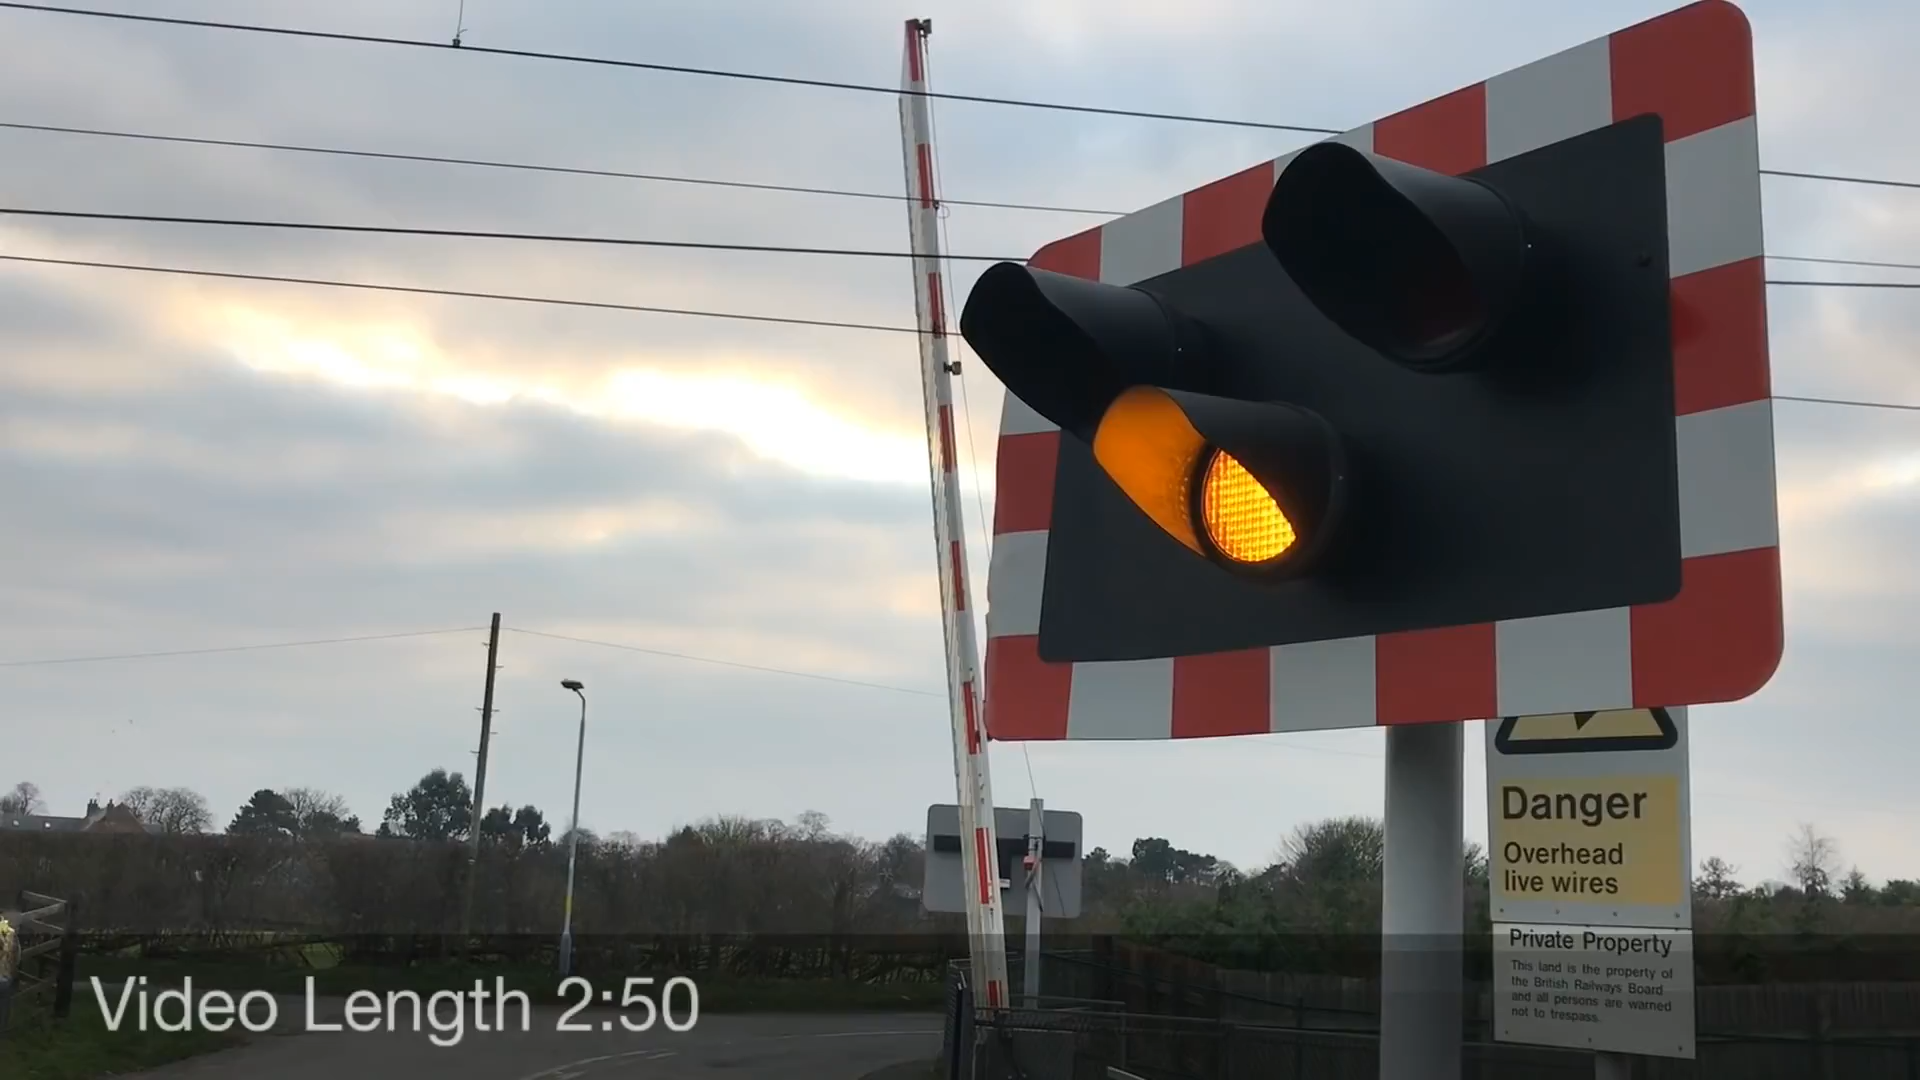 Danger
Overhead
live wires
Private Property
This land is the property of
the British Railways Board
and all persons are warned
not to trespass.
Video Length 2:50